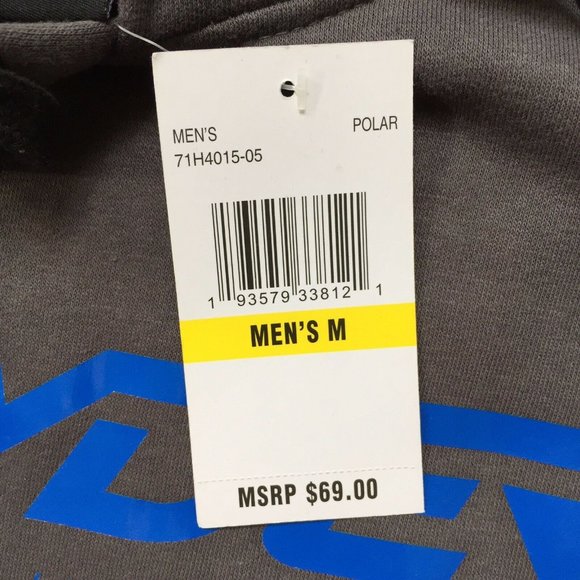 MEN'S POLAR
71H4015-05
1 93579 33812 1
MEN'S M
MSRP $69.00